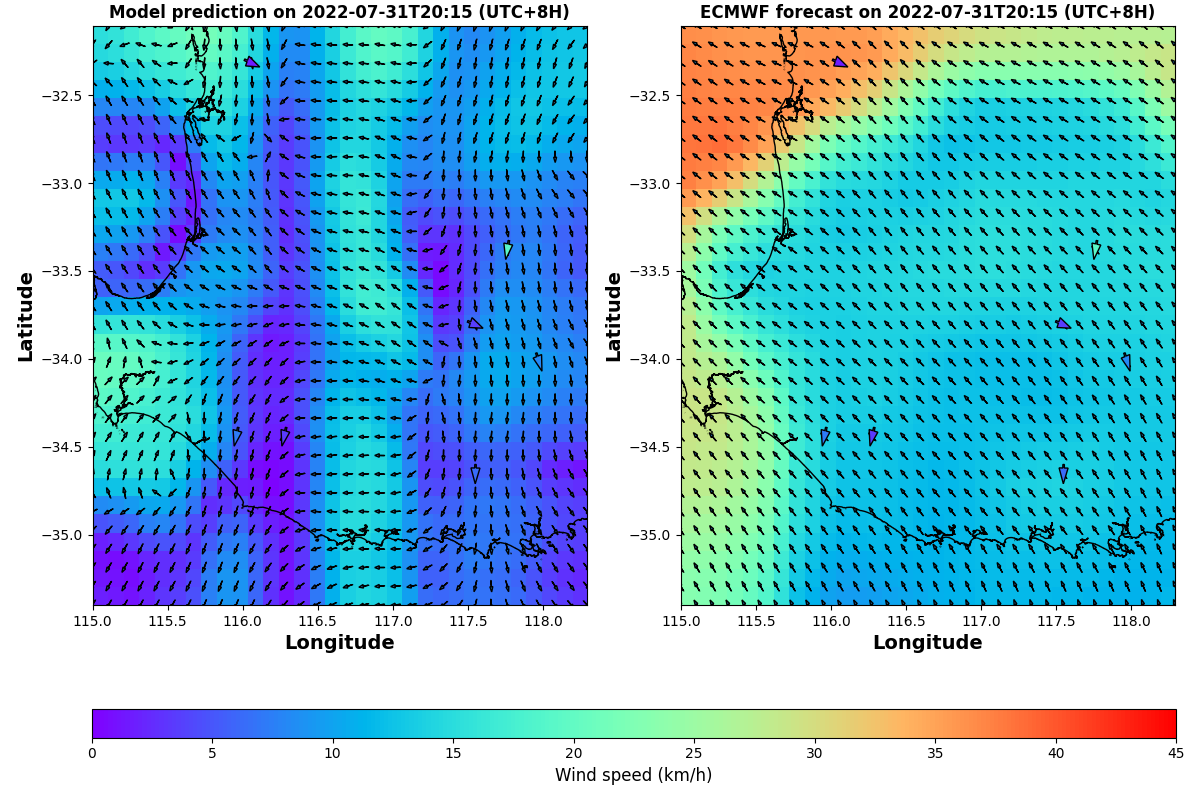 Model prediction on 2022-07-31T20:15 (UTC+8H)
ECMWF forecast on 2022-07-31T20:15 (UTC+8H)
−32.5
−33.0
−33.5
−34.0
−34.5
−35.0
Latitude
115.0 115.5 116.0 116.5 117.0 117.5 118.0
Longitude
−32.5
−33.0
−33.5
−34.0
−34.5
−35.0
Latitude
115.0 115.5 116.0 116.5 117.0 117.5 118.0
Longitude
0 5 10 15 20 25 30 35 40 45
Wind speed (km/h)